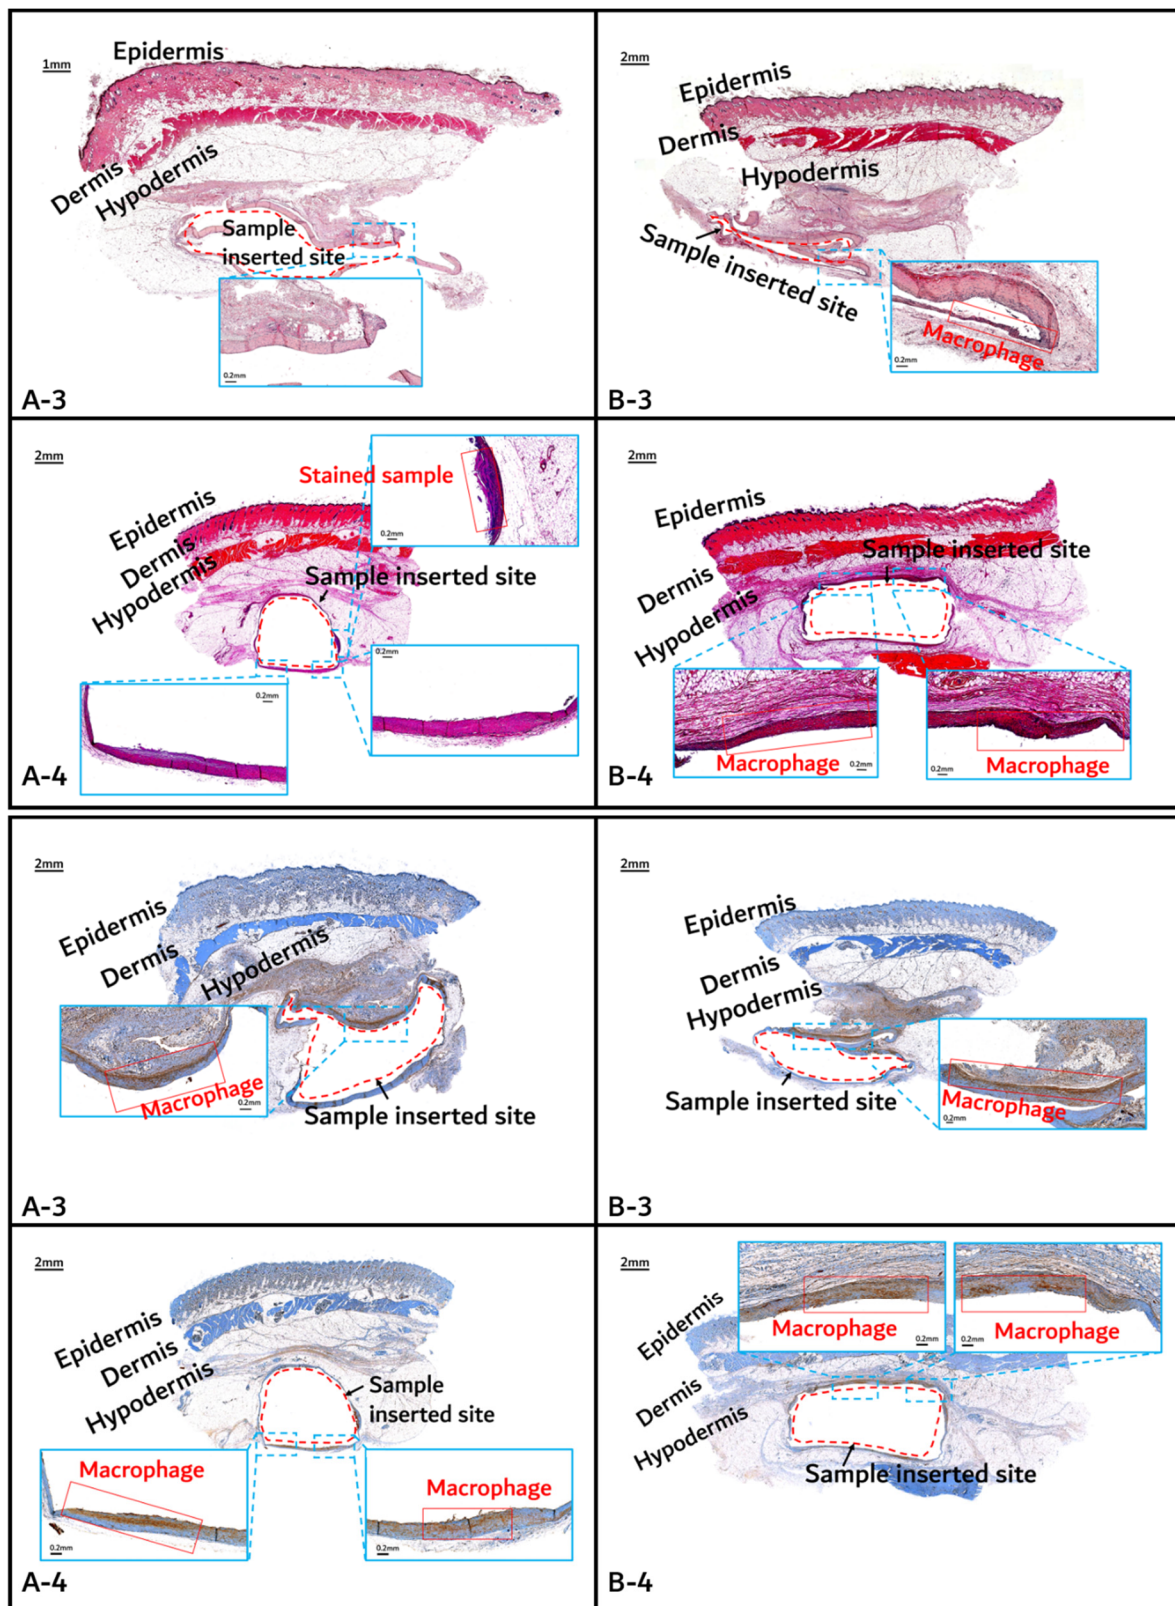 1mm
Epidermis
Dermis
Hypodermis
Sample
inserted site
0.2mm
A-3
2mm
Epidermis
Dermis
Hypodermis
Sample inserted site
Macrophage
0.2mm
B-3
2mm
Stained sample
0.2mm
Epidermis
Dermis
Hypodermis
Sample inserted site
0.2mm
0.2mm
A-4
2mm
Epidermis
Sample inserted site
Dermis
Hypodermis
Macrophage
0.2mm
0.2mm
Macrophage
B-4
2mm
Epidermis
Dermis
Hypodermis
Macrophage
0.2mm
Sample inserted site
A-3
2mm
Epidermis
Dermis
Hypodermis
Sample inserted site
Macrophage
0.2mm
B-3
2mm
Epidermis
Dermis
Hypodermis
Sample
inserted site
Macrophage
0.2mm
Macrophage
0.2mm
A-4
2mm
Macrophage
0.2mm
Macrophage
0.2mm
Epidermis
Dermis
Hypodermis
Sample inserted site
B-4